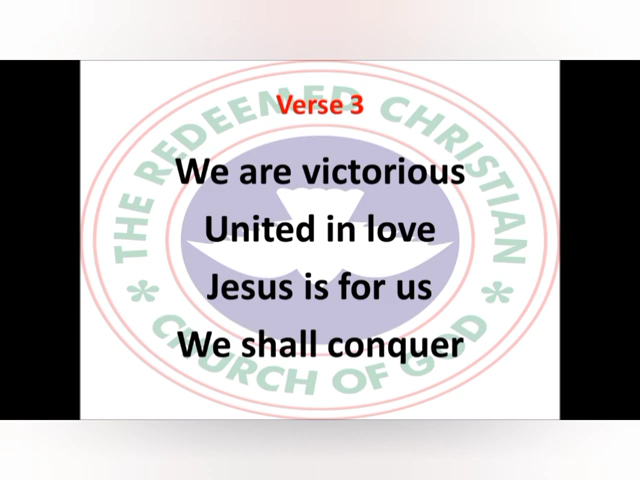 Verse 3
We are victorious
United in love
Jesus is for us
We shall conquer
THE REDEEMED CHRISTIAN
* CHURCH OF GOD *